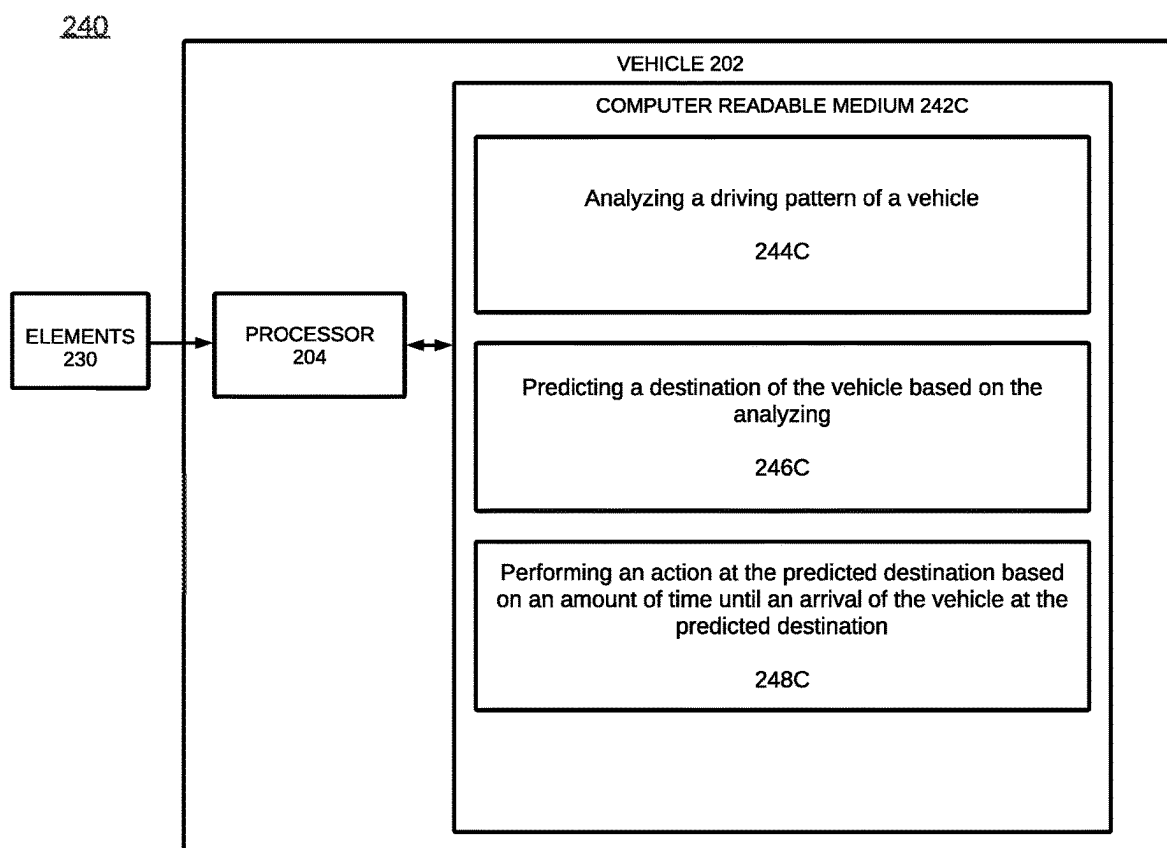 240
VEHICLE 202
COMPUTER READABLE MEDIUM 242C
Analyzing a driving pattern of a vehicle
244C
ELEMENTS
230
PROCESSOR
204
Predicting a destination of the vehicle based on the
analyzing
246C
Performing an action at the predicted destination based
on an amount of time until an arrival of the vehicle at the
predicted destination
248C